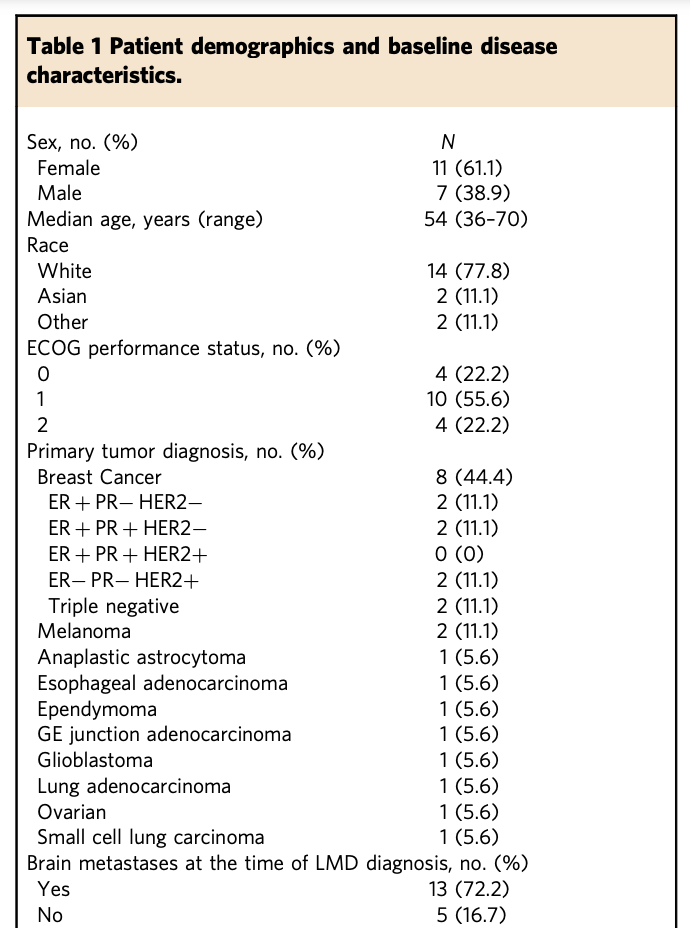 Table 1 Patient demographics and baseline disease
characteristics.
Sex, no. (%) N
Female 11 (61.1)
Male 7 (38.9)
Median age, years (range) 54 (36–70)
Race
White 14 (77.8)
Asian 2 (11.1)
Other 2 (11.1)
ECOG performance status, no. (%)
0 4 (22.2)
1 10 (55.6)
2 4 (22.2)
Primary tumor diagnosis, no. (%)
Breast Cancer 8 (44.4)
ER + PR− HER2− 2 (11.1)
ER + PR + HER2− 2 (11.1)
ER + PR + HER2+ 0 (0)
ER− PR− HER2+ 2 (11.1)
Triple negative 2 (11.1)
Melanoma 2 (11.1)
Anaplastic astrocytoma 1 (5.6)
Esophageal adenocarcinoma 1 (5.6)
Ependymoma 1 (5.6)
GE junction adenocarcinoma 1 (5.6)
Glioblastoma 1 (5.6)
Lung adenocarcinoma 1 (5.6)
Ovarian 1 (5.6)
Small cell lung carcinoma 1 (5.6)
Brain metastases at the time of LMD diagnosis, no. (%)
Yes 13 (72.2)
No 5 (16.7)